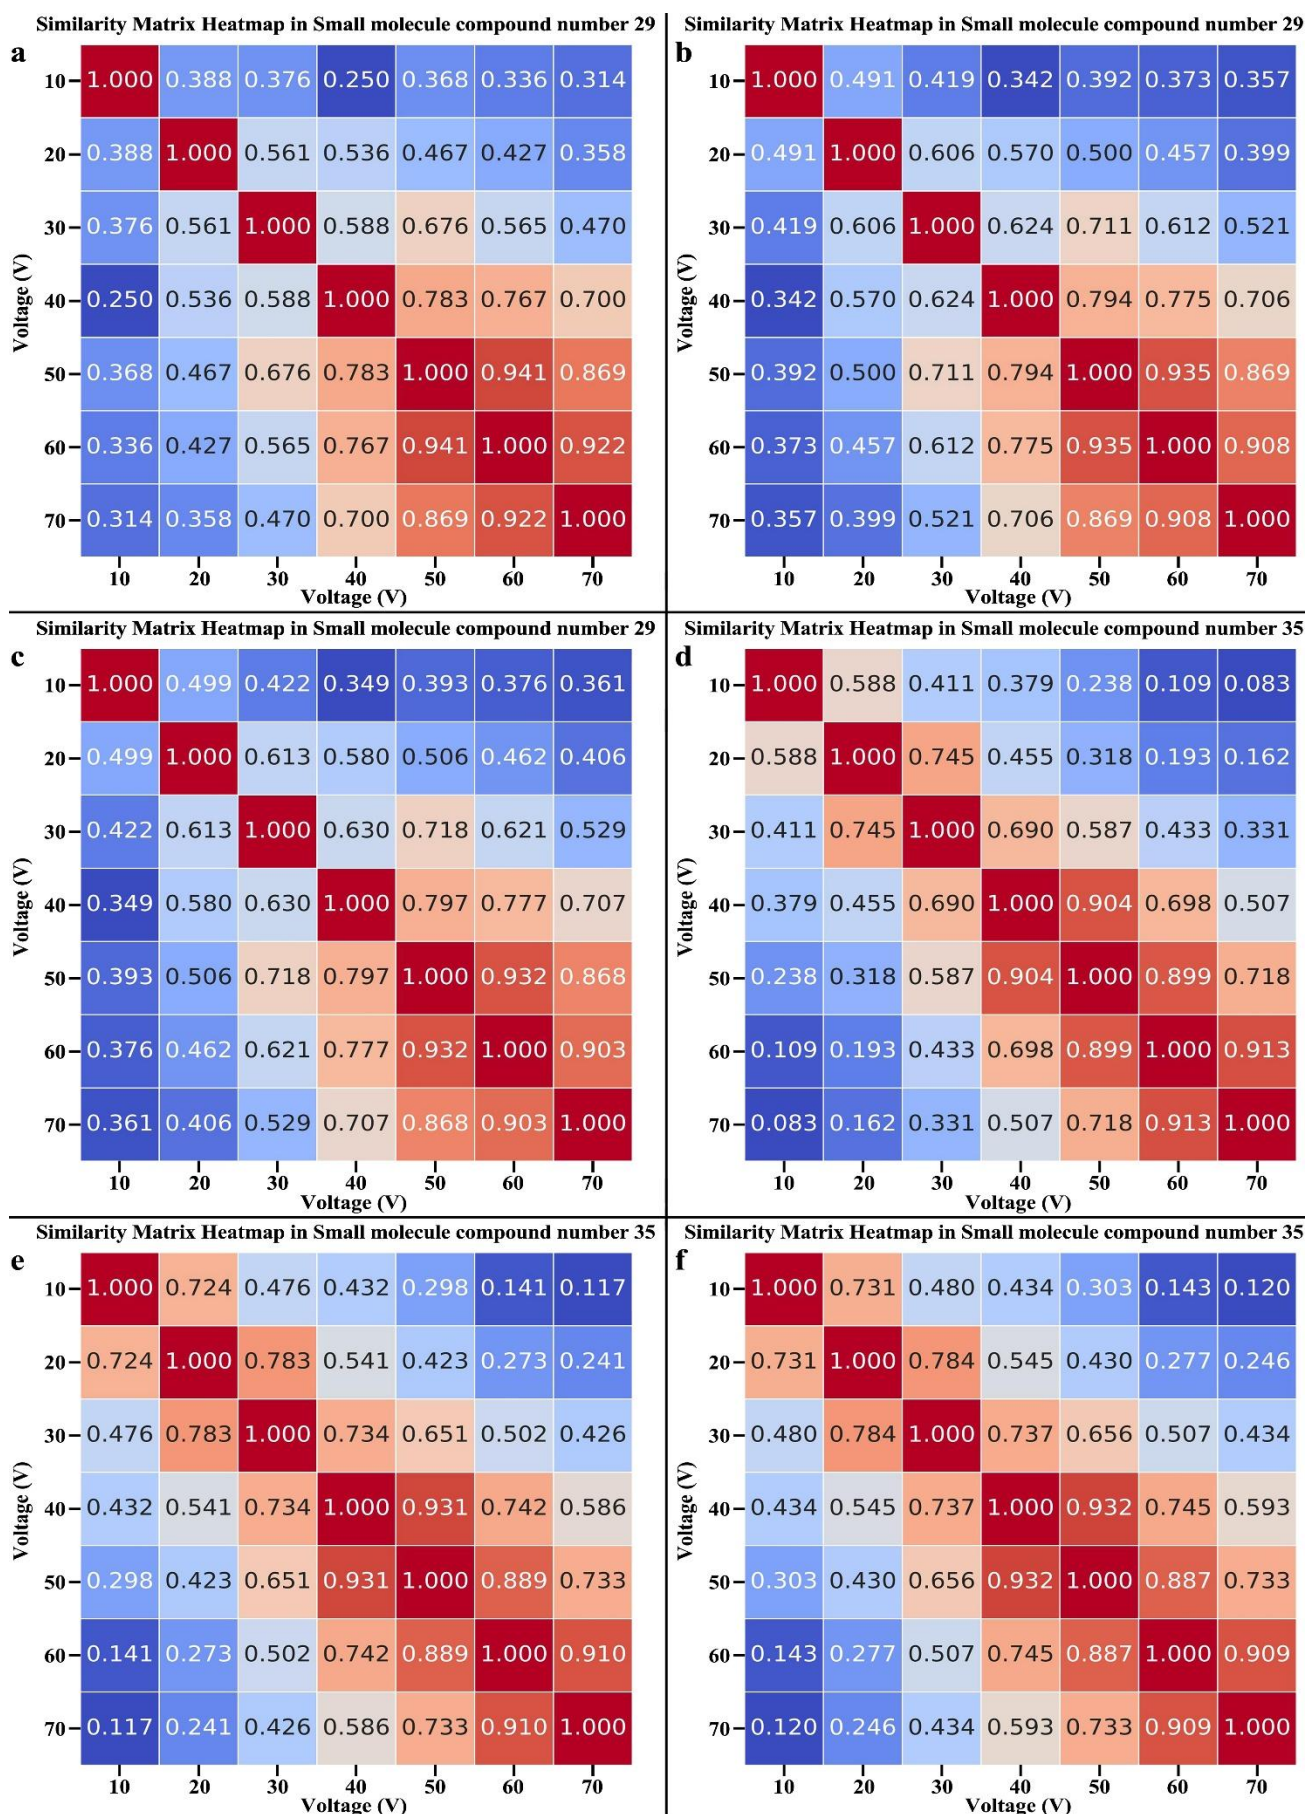 Similarity Matrix Heatmap in Small molecule compound number 29
a
10 1.000 0.388 0.376 0.250 0.368 0.336 0.314
20 0.388 1.000 0.561 0.536 0.467 0.427 0.358
30 0.376 0.561 1.000 0.588 0.676 0.565 0.470
40 0.250 0.536 0.588 1.000 0.783 0.767 0.700
50 0.368 0.467 0.676 0.783 1.000 0.941 0.869
60 0.336 0.427 0.565 0.767 0.941 1.000 0.922
70 0.314 0.358 0.470 0.700 0.869 0.922 1.000
Voltage (V)
10 20 30 40 50 60 70
Voltage (V)
Similarity Matrix Heatmap in Small molecule compound number 29
b
10 1.000 0.491 0.419 0.342 0.392 0.373 0.357
20 0.491 1.000 0.606 0.570 0.500 0.457 0.399
30 0.419 0.606 1.000 0.624 0.711 0.612 0.521
40 0.342 0.570 0.624 1.000 0.794 0.775 0.706
50 0.392 0.500 0.711 0.794 1.000 0.935 0.869
60 0.373 0.457 0.612 0.775 0.935 1.000 0.908
70 0.357 0.399 0.521 0.706 0.869 0.908 1.000
Voltage (V)
10 20 30 40 50 60 70
Voltage (V)
Similarity Matrix Heatmap in Small molecule compound number 29
c
10 1.000 0.499 0.422 0.349 0.393 0.376 0.361
20 0.499 1.000 0.613 0.580 0.506 0.462 0.406
30 0.422 0.613 1.000 0.630 0.718 0.621 0.529
40 0.349 0.580 0.630 1.000 0.797 0.777 0.707
50 0.393 0.506 0.718 0.797 1.000 0.932 0.868
60 0.376 0.462 0.621 0.777 0.932 1.000 0.903
70 0.361 0.406 0.529 0.707 0.868 0.903 1.000
Voltage (V)
10 20 30 40 50 60 70
Voltage (V)
Similarity Matrix Heatmap in Small molecule compound number 35
d
10 1.000 0.588 0.411 0.379 0.238 0.109 0.083
20 0.588 1.000 0.745 0.455 0.318 0.193 0.162
30 0.411 0.745 1.000 0.690 0.587 0.433 0.331
40 0.379 0.455 0.690 1.000 0.904 0.698 0.507
50 0.238 0.318 0.587 0.904 1.000 0.899 0.718
60 0.109 0.193 0.433 0.698 0.899 1.000 0.913
70 0.083 0.162 0.331 0.507 0.718 0.913 1.000
Voltage (V)
10 20 30 40 50 60 70
Voltage (V)
Similarity Matrix Heatmap in Small molecule compound number 35
e
10 1.000 0.724 0.476 0.432 0.298 0.141 0.117
20 0.724 1.000 0.783 0.541 0.423 0.273 0.241
30 0.476 0.783 1.000 0.734 0.651 0.502 0.426
40 0.432 0.541 0.734 1.000 0.931 0.742 0.586
50 0.298 0.423 0.651 0.931 1.000 0.889 0.733
60 0.141 0.273 0.502 0.742 0.889 1.000 0.910
70 0.117 0.241 0.426 0.586 0.733 0.910 1.000
Voltage (V)
10 20 30 40 50 60 70
Voltage (V)
Similarity Matrix Heatmap in Small molecule compound number 35
f
10 1.000 0.731 0.480 0.434 0.303 0.143 0.120
20 0.731 1.000 0.784 0.545 0.430 0.277 0.246
30 0.480 0.784 1.000 0.737 0.656 0.507 0.434
40 0.434 0.545 0.737 1.000 0.932 0.745 0.593
50 0.303 0.430 0.656 0.932 1.000 0.887 0.733
60 0.143 0.277 0.507 0.745 0.887 1.000 0.909
70 0.120 0.246 0.434 0.593 0.733 0.909 1.000
Voltage (V)
10 20 30 40 50 60 70
Voltage (V)